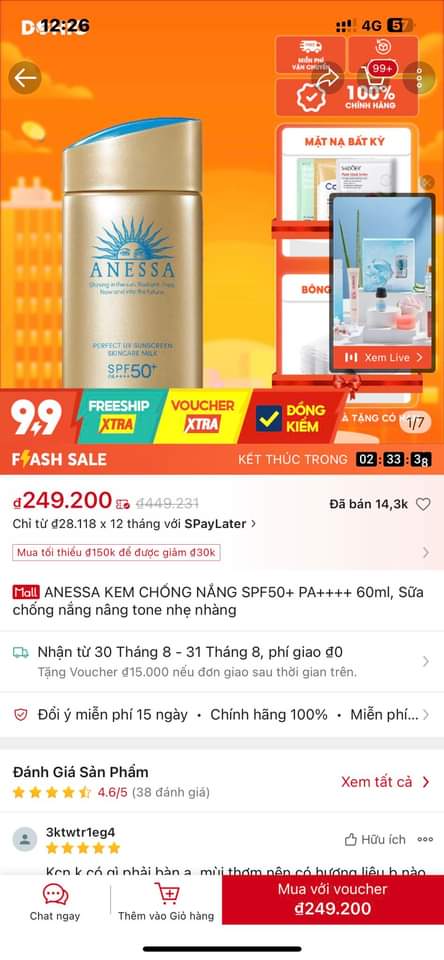 12:26
4G 57
MIỄN PHÍ
VẬN CHUYỂN
99+
100%
CHÍNH HÃNG
MẶT NẠ BẤT KỲ
ANESSA
PERFECT UV SUNSCREEN
SKINCARE MILK
SPF50+
PA++++
BÔNG
Xem Live >
9.9
FREESHIP
XTRA
VOUCHER
XTRA
ĐỒNG
KIỂM
À TẶNG CÓ
1/7
FLASH SALE
KẾT THÚC TRONG 02:33:38
₫249.200 ₫449.231
Đã bán 14,3k
Chỉ từ ₫28.118 x 12 tháng với SPayLater >
Mua tối thiểu ₫150k để được giảm ₫30k
Mall ANESSA KEM CHỐNG NẮNG SPF50+ PA++++ 60ml, Sữa
chống nắng nâng tone nhẹ nhàng
Nhận từ 30 Tháng 8 - 31 Tháng 8, phí giao ₫0
Tặng Voucher ₫15.000 nếu đơn giao sau thời gian trên.
Đổi ý miễn phí 15 ngày • Chính hãng 100% • Miễn phí...
Đánh Giá Sản Phẩm
4.6/5 (38 đánh giá)
Xem tất cả >
3ktwtr1eg4
Hữu ích
Kcn k có gì phải bàn ạ, mùi thơm nên có hương liệu b nào
Chat ngay
Thêm vào Giỏ hàng
Mua với voucher
₫249.200